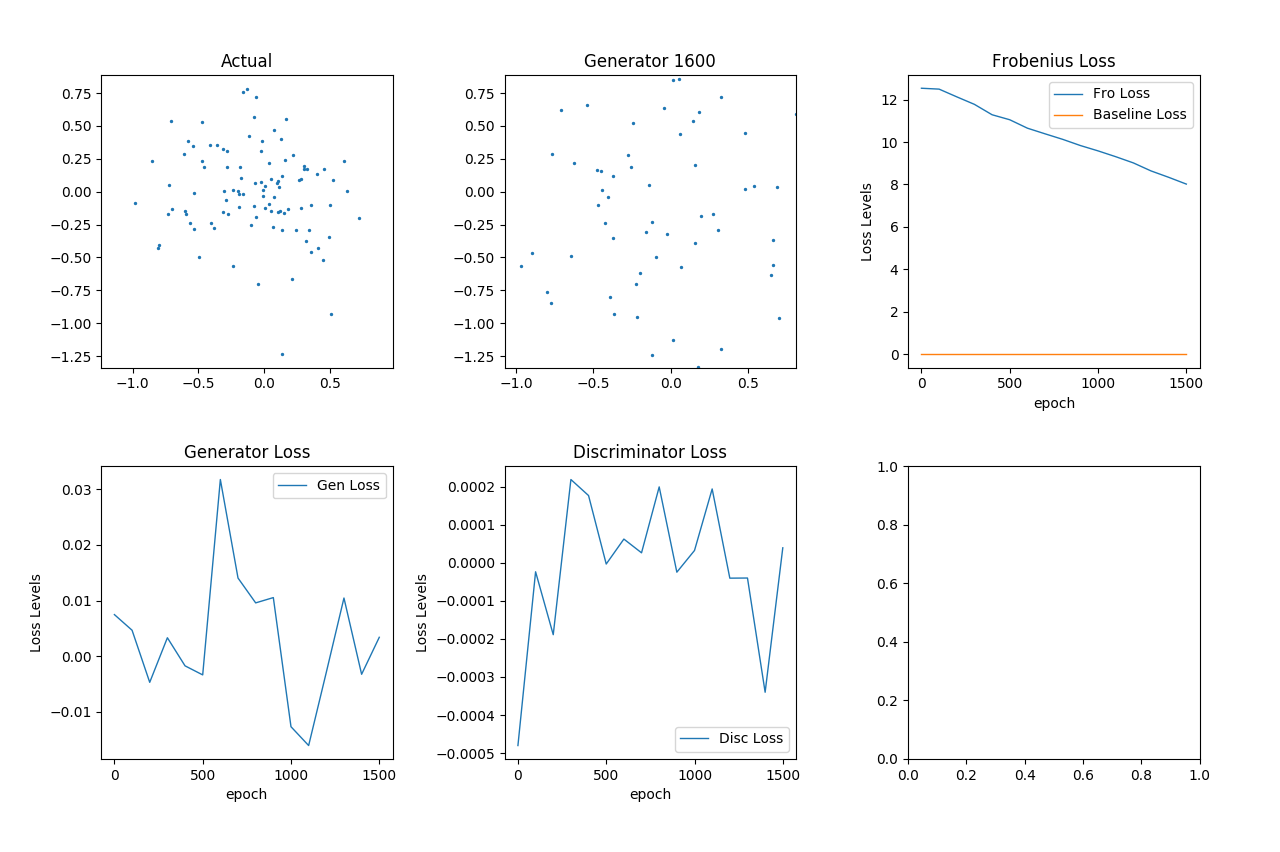 Actual
0.75
0.50
0.25
0.00
−0.25
−0.50
−0.75
−1.00
−1.25
−1.0 −0.5 0.0 0.5
Generator 1600
0.75
0.50
0.25
0.00
−0.25
−0.50
−0.75
−1.00
−1.25
−1.0 −0.5 0.0 0.5
Frobenius Loss
Fro Loss
Baseline Loss
Loss Levels
12
10
8
6
4
2
0
0 500 1000 1500
epoch
Generator Loss
Gen Loss
Loss Levels
0.03
0.02
0.01
0.00
−0.01
0 500 1000 1500
epoch
Discriminator Loss
Loss Levels
0.0002
0.0001
0.0000
−0.0001
−0.0002
−0.0003
−0.0004
−0.0005
Disc Loss
0 500 1000 1500
epoch
1.0
0.8
0.6
0.4
0.2
0.0
0.0 0.2 0.4 0.6 0.8 1.0